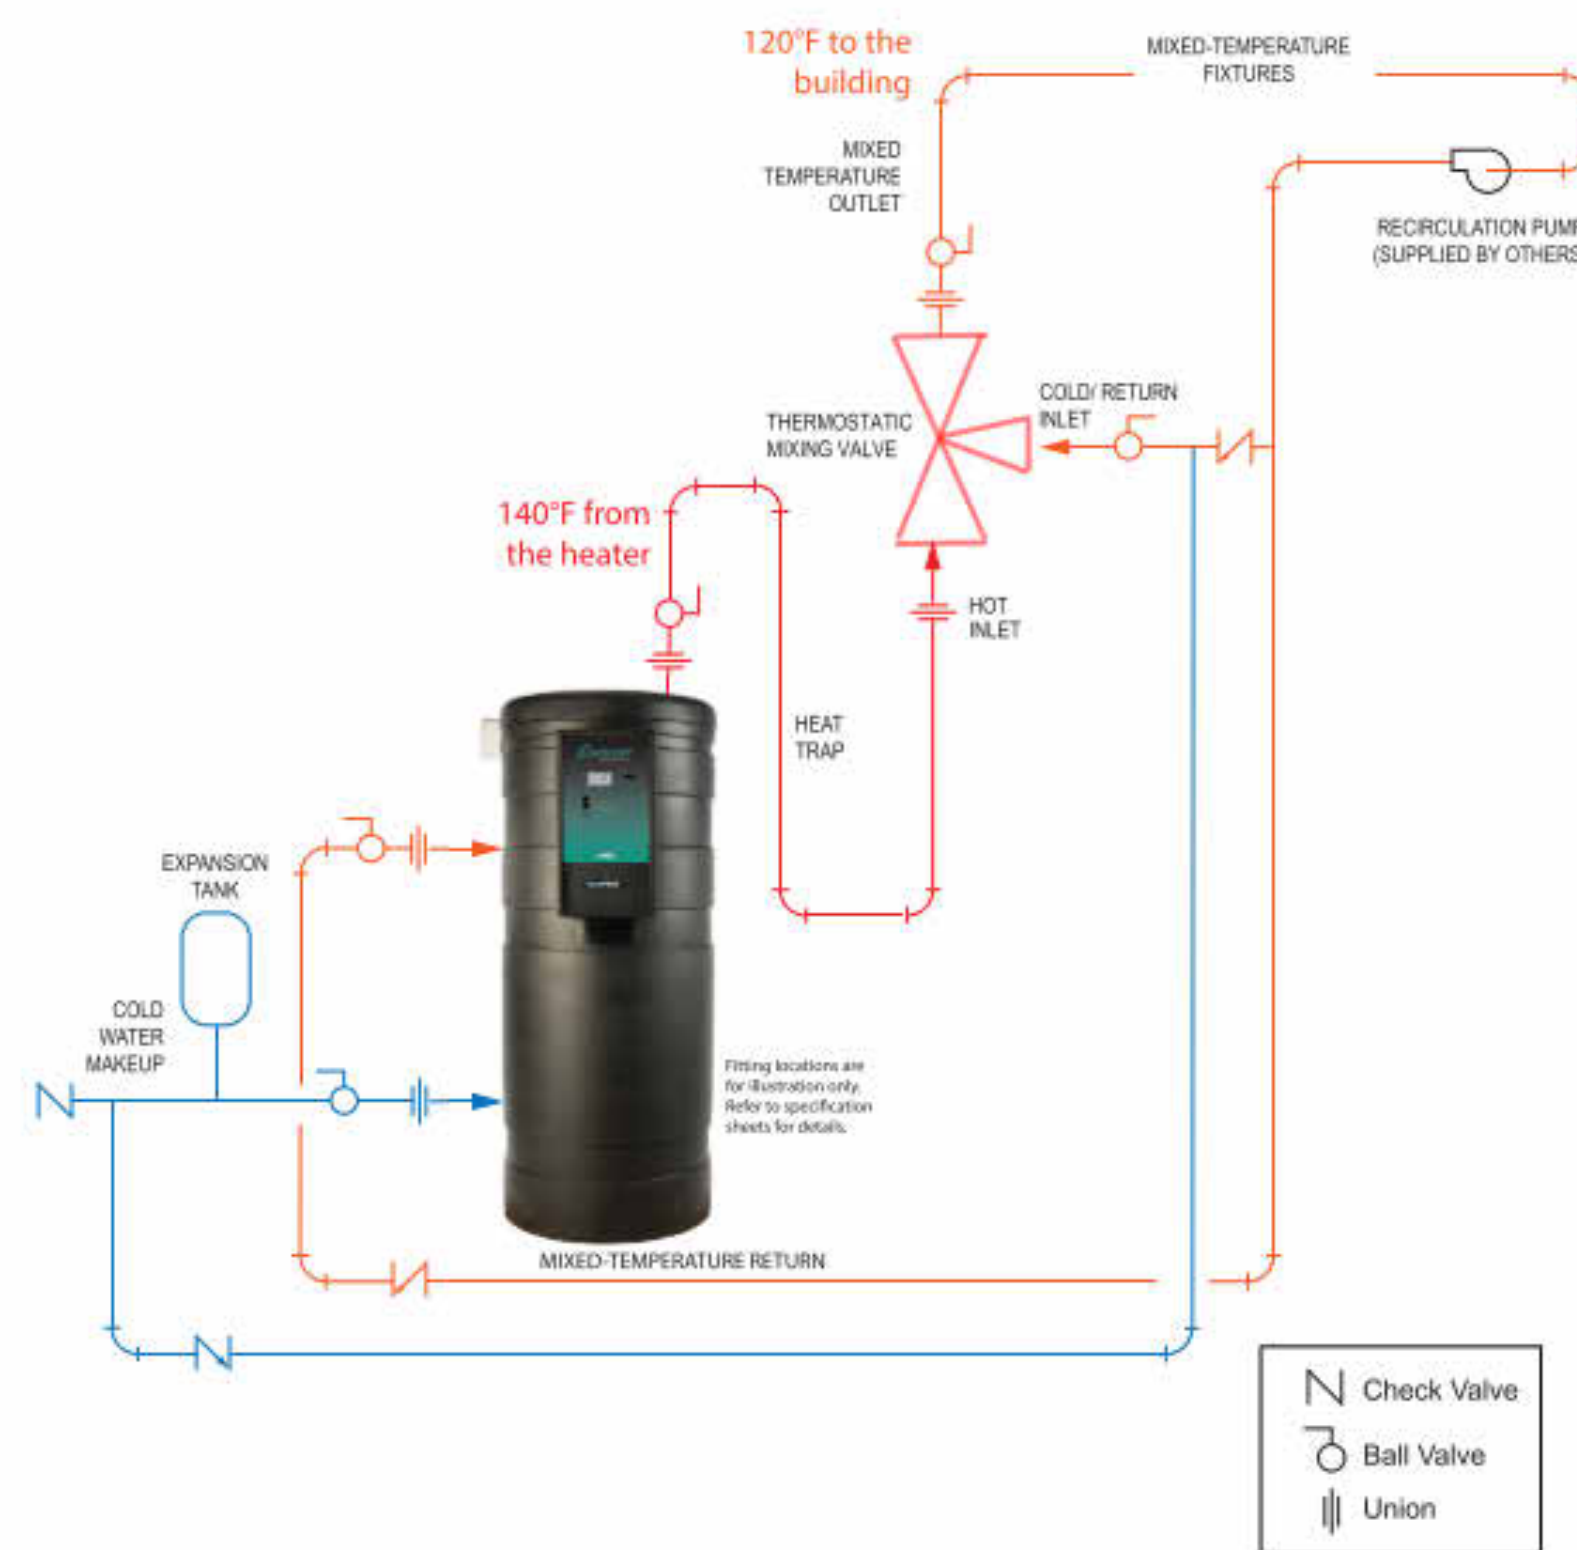 120°F to the
building
MIXED-TEMPERATURE
FIXTURES
MIXED
TEMPERATURE
OUTLET
RECIRCULATION PUMP
(SUPPLIED BY OTHERS
COLD/ RETURN
INLET
THERMOSTATIC
MIXING VALVE
140°F from
the heater
HOT
INLET
HEAT
TRAP
EXPANSION
TANK
COLD
WATER
MAKEUP
Fitting locations are
for illustration only.
Refer to specification
sheets for details.
MIXED-TEMPERATURE RETURN
Check Valve
Ball Valve
Union